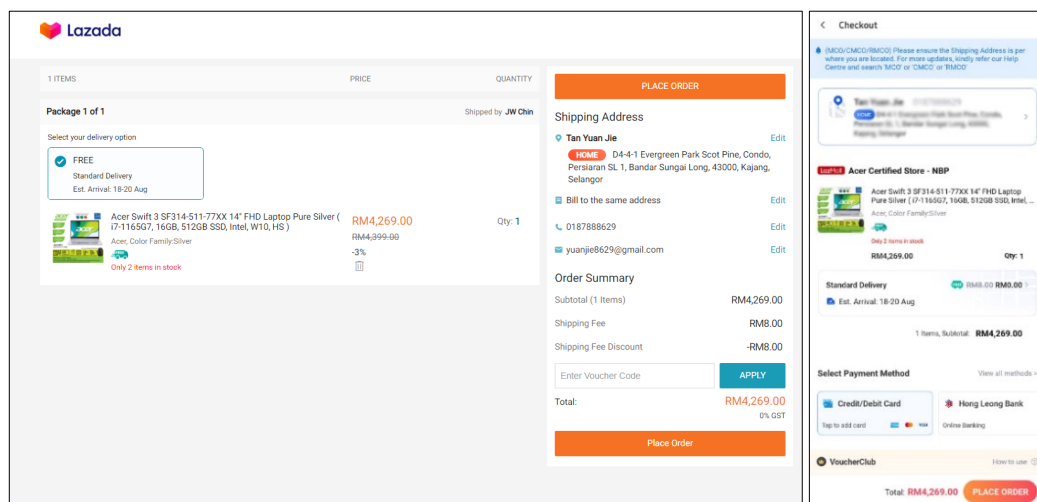 Lazada
1 ITEMS PRICE QUANTITY
Package 1 of 1 Shipped by JW Chin
Select your delivery option
FREE
Standard Delivery
Est. Arrival: 18-20 Aug
Acer Swift 3 SF314-511-77XX 14" FHD Laptop Pure Silver ( RM4,269.00 Qty: 1
i7-1165G7, 16GB, 512GB SSD, Intel, W10, HS ) RM4,399.00
Acer, Color Family:Silver -3%
Only 2 items in stock
PLACE ORDER
Shipping Address
Tan Yuan Jie Edit
HOME D4-4-1 Evergreen Park Scot Pine, Condo,
Persiaran SL 1, Bandar Sungai Long, 43000, Kajang,
Selangor
Bill to the same address Edit
0187888629 Edit
yuanjie8629@gmail.com Edit
Order Summary
Subtotal (1 Items) RM4,269.00
Shipping Fee RM8.00
Shipping Fee Discount -RM8.00
Enter Voucher Code APPLY
Total: RM4,269.00
0% GST
Place Order
Checkout
(MCO/CMCO/RMCO) Please ensure the Shipping Address is per
where you are located. For more updates, kindly refer our Help
Centre and search 'MCO' or 'CMCO' or 'RMCO'
LazMall Acer Certified Store - NBP
Acer Swift 3 SF314-511-77XX 14" FHD Laptop
Pure Silver ( i7-1165G7, 16GB, 512GB SSD, Intel, ...
Acer, Color Family:Silver
Only 2 items in stock
RM4,269.00 Qty: 1
Standard Delivery RM8.00 RM0.00
Est. Arrival: 18-20 Aug
1 Items, Subtotal: RM4,269.00
Select Payment Method View all methods >
Credit/Debit Card Hong Leong Bank
Tap to add card VISA Online Banking
VoucherClub How to use
Total: RM4,269.00 PLACE ORDER